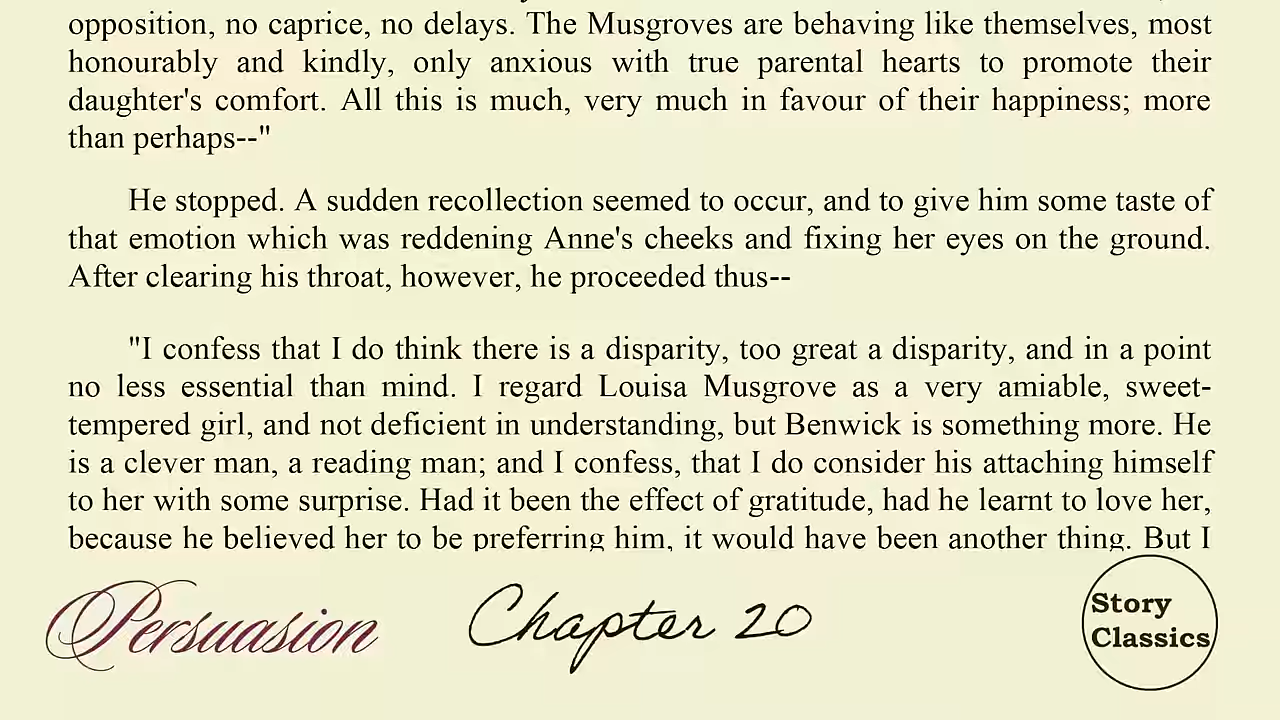 opposition, no caprice, no delays. The Musgroves are behaving like themselves, most
honourably and kindly, only anxious with true parental hearts to promote their
daughter's comfort. All this is much, very much in favour of their happiness; more
than perhaps--"
He stopped. A sudden recollection seemed to occur, and to give him some taste of
that emotion which was reddening Anne's cheeks and fixing her eyes on the ground.
After clearing his throat, however, he proceeded thus--
"I confess that I do think there is a disparity, too great a disparity, and in a point
no less essential than mind. I regard Louisa Musgrove as a very amiable, sweet-
tempered girl, and not deficient in understanding, but Benwick is something more. He
is a clever man, a reading man; and I confess, that I do consider his attaching himself
to her with some surprise. Had it been the effect of gratitude, had he learnt to love her,
because he believed her to be preferring him, it would have been another thing. But I
Persuasion
Chapter 20
Story
Classics